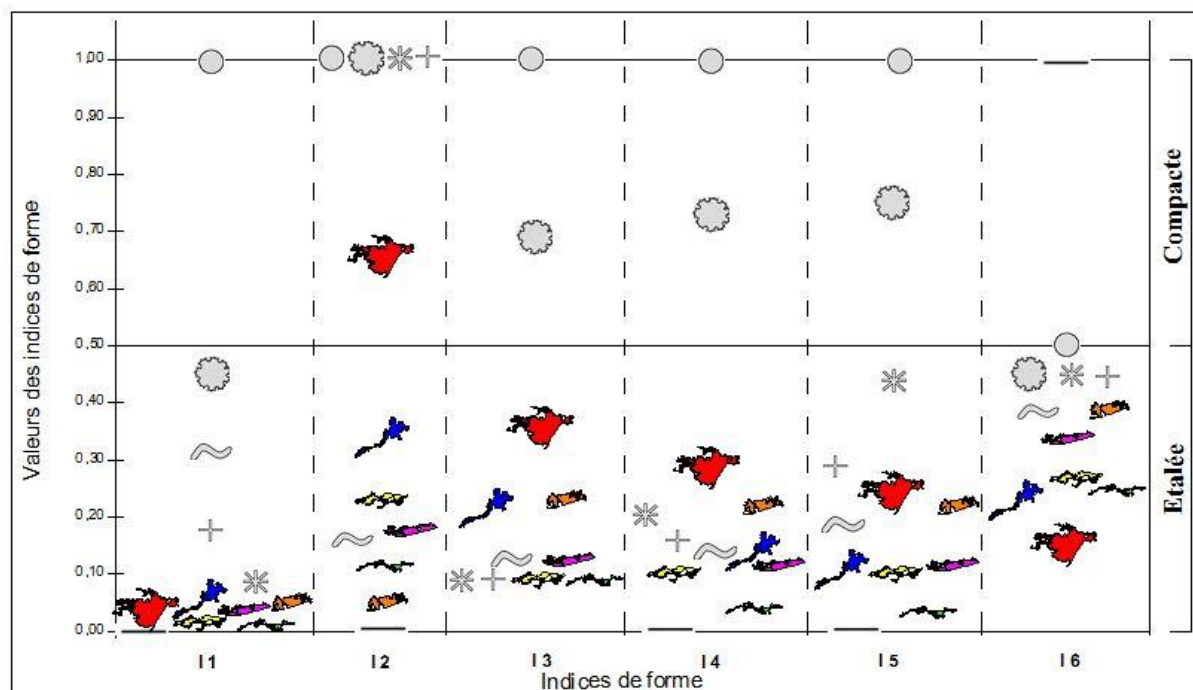 Valeurs des indices de forme
1,00
0,90
0,80
0,70
0,60
0,50
0,40
0,30
0,20
0,10
0,00
I1
I2
I3
I4
I5
I6
Indices de forme
Compacte
Etalée